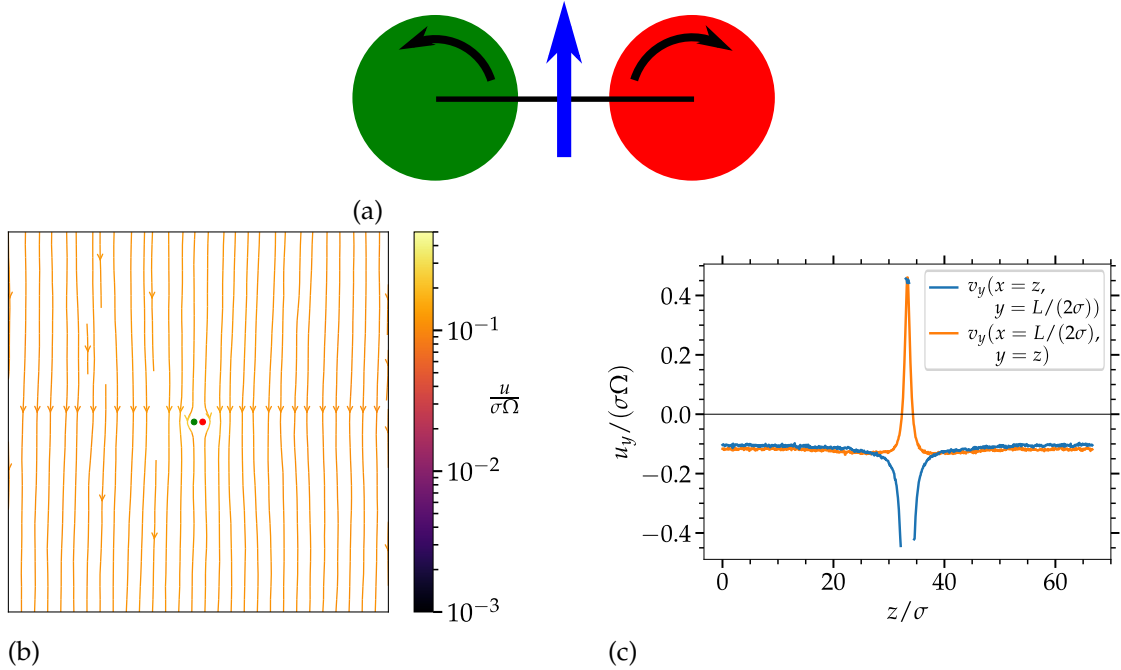 (a)
10⁻¹
10⁻²
10⁻³
u/(σΩ)
(b)
u_y/(σΩ)
0.4
0.2
0.0
−0.2
−0.4
v_y(x = z,
y = L/(2σ))
v_y(x = L/(2σ),
y = z)
0 20 40 60
z/σ
(c)